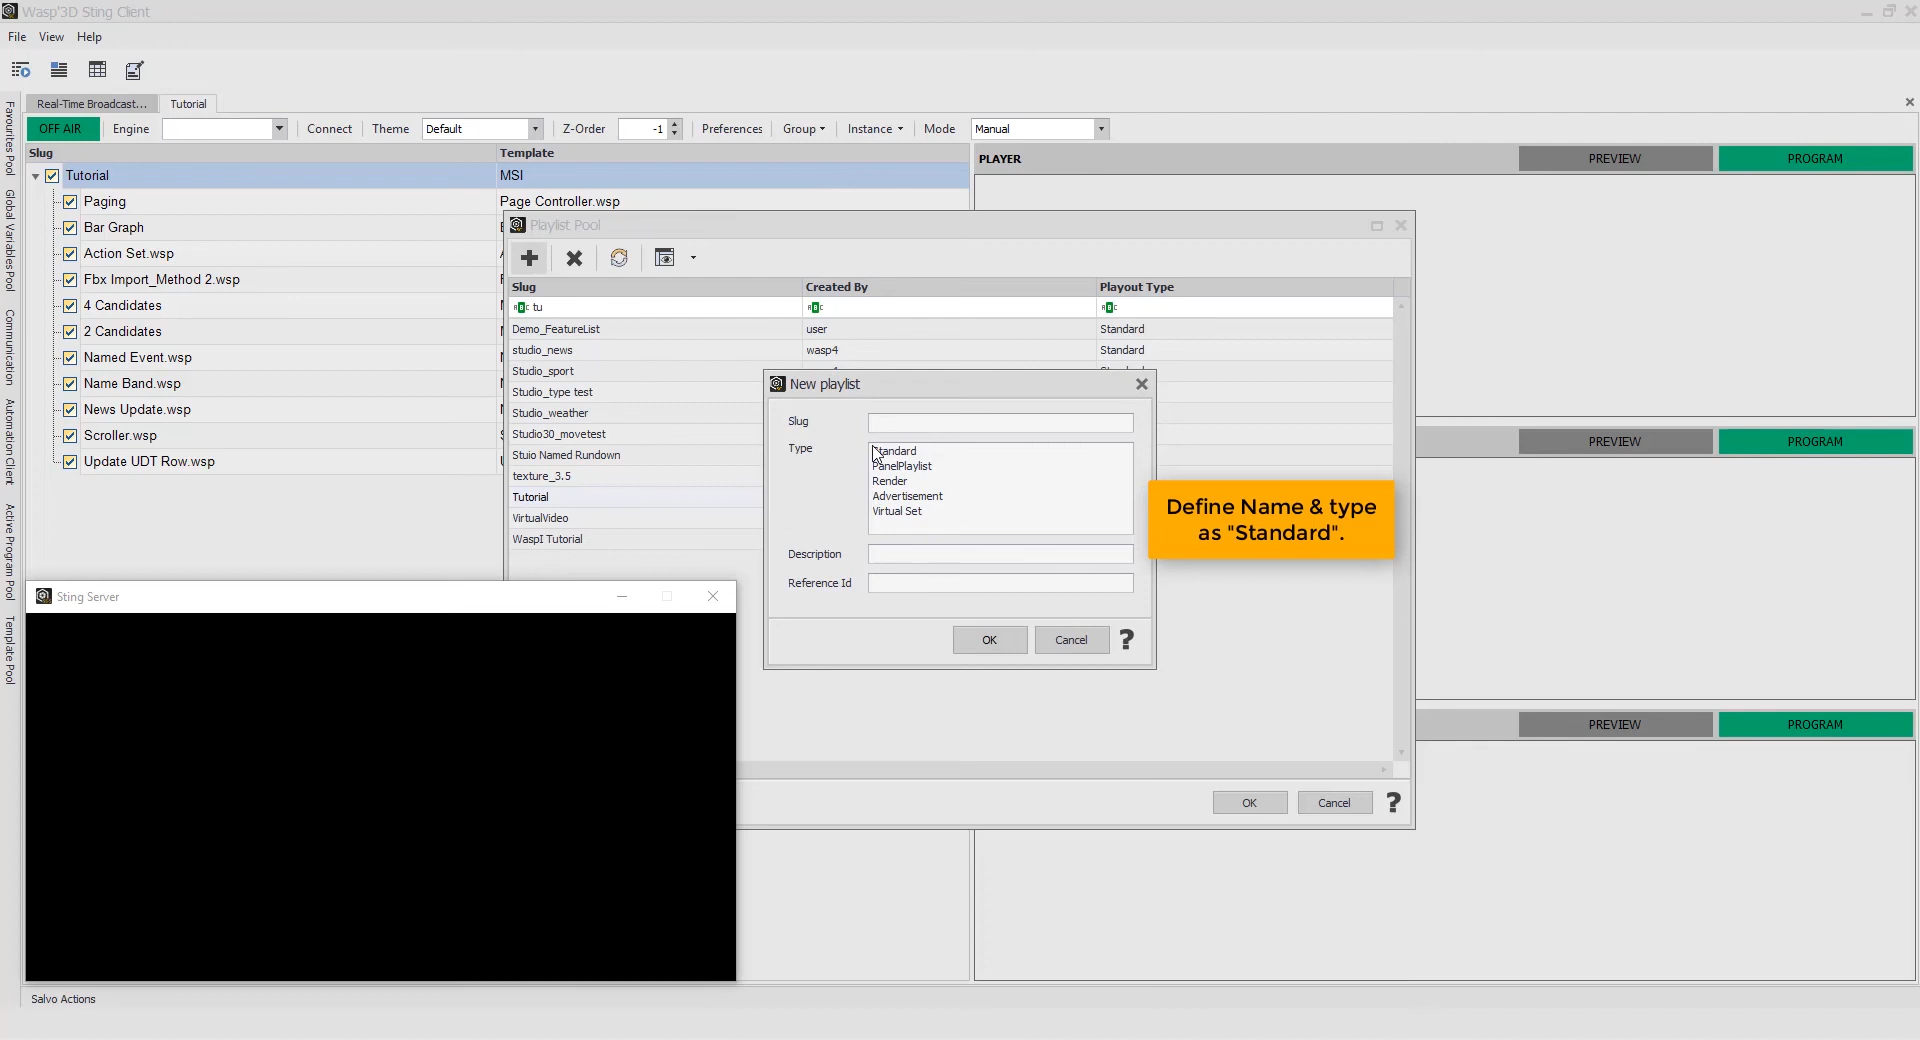 Wasp'3D Sting Client
File View Help
Real-Time Broadcast... Tutorial
OFF AIR Engine Connect Theme Default Z-Order -1 Preferences Group Instance Mode Manual
Favourites Pool
Global Variables Pool
Communication
Automation Client
Active Program Pool
Template Pool
Slug Template
Tutorial MSI
Paging Page Controller.wsp
Bar Graph
Action Set.wsp
Fbx Import_Method 2.wsp
4 Candidates
2 Candidates
Named Event.wsp
Name Band.wsp
News Update.wsp
Scroller.wsp
Update UDT Row.wsp
PLAYER PREVIEW PROGRAM
PREVIEW PROGRAM
PREVIEW PROGRAM
Playlist Pool
Slug Created By Playout Type
ABC tu ABC ABC
Demo_FeatureList user Standard
studio_news wasp4 Standard
Studio_sport
Studio_type test
Studio_weather
Studio30_movetest
Stuio Named Rundown
texture_3.5
Tutorial
VirtualVideo
WaspI Tutorial
OK Cancel ?
New playlist
Slug
Type Standard
PanelPlaylist
Render
Advertisement
Virtual Set
Description
Reference Id
OK Cancel ?
Define Name & type
as "Standard".
Sting Server
Salvo Actions